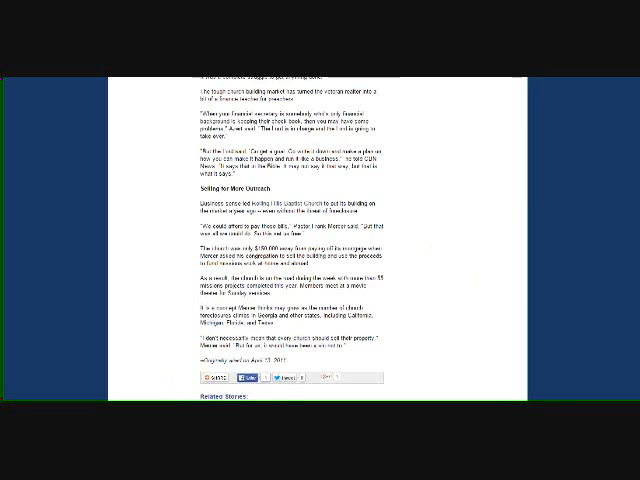 It was a complete struggle to get anything done."
The tough church building market has turned the veteran realtor into a
bit of a finance teacher for preachers.
"When your financial secretary is somebody who's only financial
background is keeping their check book, then you may have some
problems," said. "The Lord is in charge and the Lord is going to
take over."
"But the Lord said, 'Go get a goat. Go write it down and make a plan on
how you can make it happen and run it like a business,'" he told CBN
News. "It says that in the Bible. It may not say it that way, but that is
what it says."
Selling for More Outreach
Business sense led Rolling Hills Baptist Church to put its building on
the market a year ago -- even without the threat of foreclosure.
"We could afford to pay those bills," Pastor Frank Mercer said. "But that
was all we could do. So this set us free."
The church was only $150,000 away from paying off its mortgage when
Mercer asked his congregation to sell the building and use the proceeds
to fund missions work at home and abroad.
As a result, the church is on the road during the week with more than 55
missions projects completed this year. Members meet at a movie
theater for Sunday services.
It is a concept Mercer thinks may grow as the number of church
foreclosures climbs in Georgia and other states, including California,
Michigan, Florida, and Texas.
"I don't necessarily mean that every church should sell their property,"
Mercer said. "But for us, it would have been a sin not to."
--Originally aired on April 13, 2011.
SHARE Like 1 Tweet 0
Related Stories: